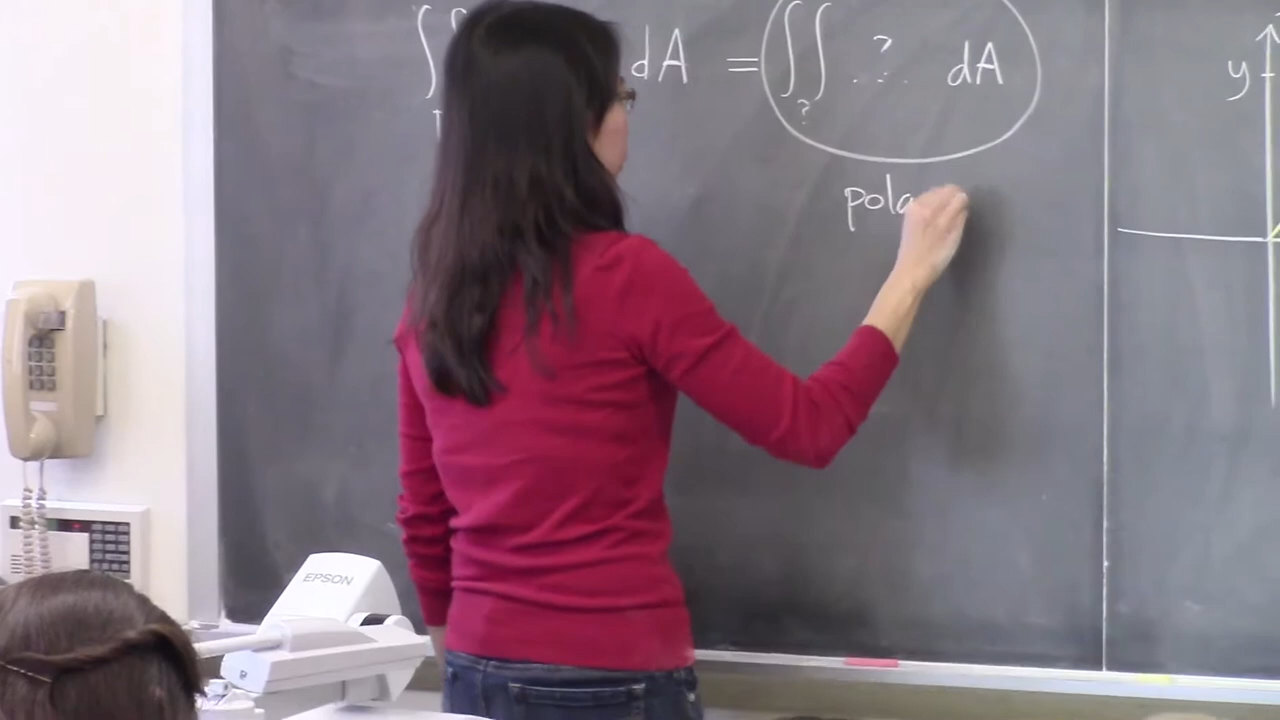 ∬ dA = ∬ ... ? dA
?
y
pola
EPSON